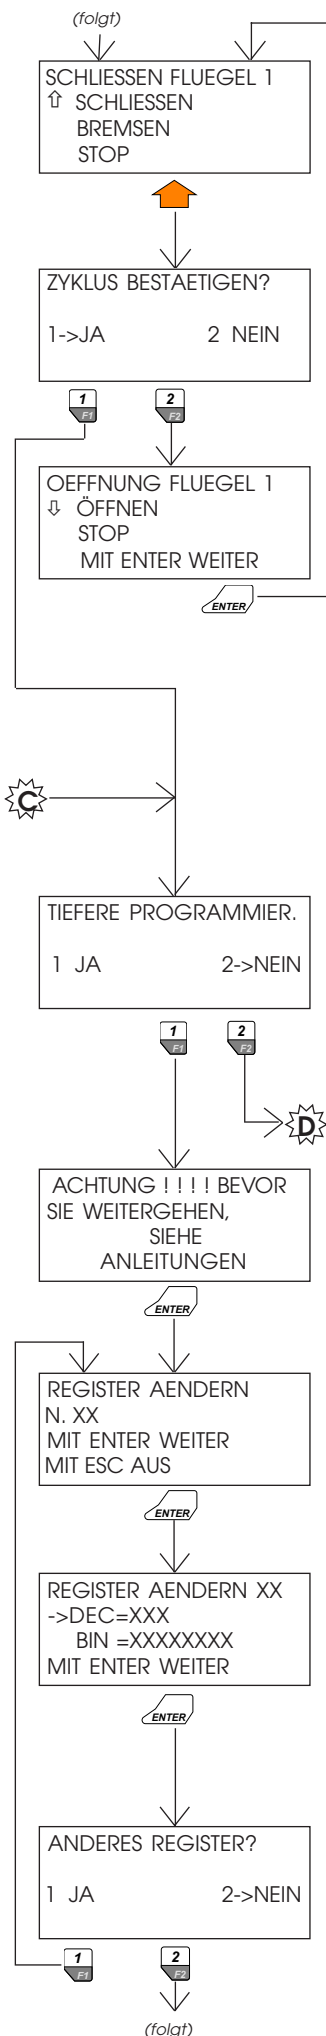 (folgt)
SCHLIESSEN FLUEGEL 1
⇧ SCHLIESSEN
BREMSEN
STOP
ZYKLUS BESTAETIGEN?
1->JA 2 NEIN
1 F1 2 F2
OEFFNUNG FLUEGEL 1
⇩ ÖFFNEN
STOP
MIT ENTER WEITER
ENTER
C
TIEFERE PROGRAMMIER.
1 JA 2->NEIN
1 F1 2 F2
D
ACHTUNG ! ! ! ! BEVOR
SIE WEITERGEHEN,
SIEHE
ANLEITUNGEN
ENTER
REGISTER AENDERN
N. XX
MIT ENTER WEITER
MIT ESC AUS
ENTER
REGISTER AENDERN XX
->DEC=XXX
BIN =XXXXXXXX
MIT ENTER WEITER
ENTER
ANDERES REGISTER?
1 JA 2->NEIN
1 F1 2 F2
(folgt)